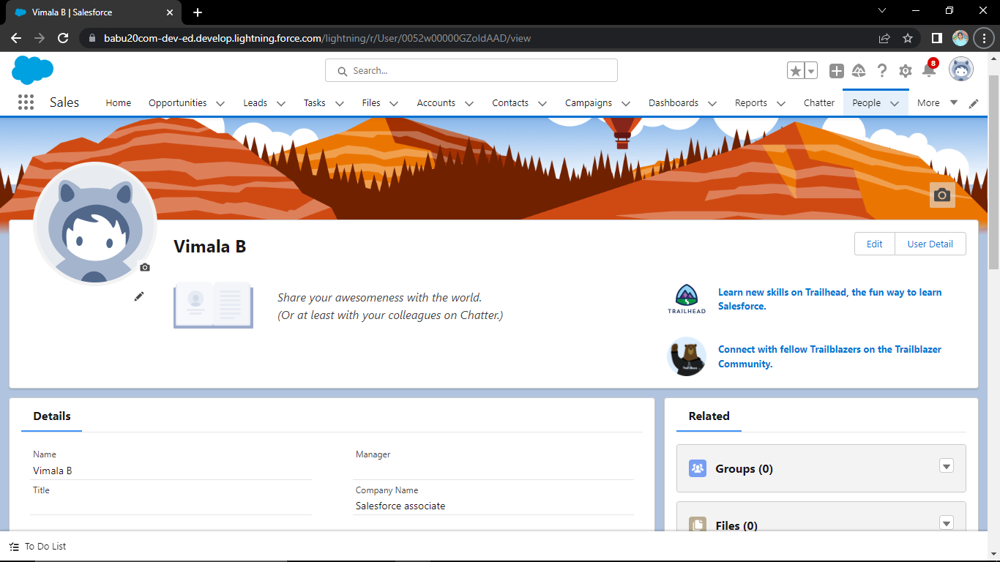 Vimala B | Salesforce
babu20com-dev-ed.develop.lightning.force.com/lightning/r/User/0052w00000GZoIdAAD/view
Search...
8
Sales Home Opportunities Leads Tasks Files Accounts Contacts Campaigns Dashboards Reports Chatter People More
Vimala B
Edit User Detail
Share your awesomeness with the world.
(Or at least with your colleagues on Chatter.)
TRAILHEAD
Learn new skills on Trailhead, the fun way to learn
Salesforce.
Connect with fellow Trailblazers on the Trailblazer
Community.
Details
Name
Vimala B
Manager
Title
Company Name
Salesforce associate
Related
Groups (0)
Files (0)
To Do List